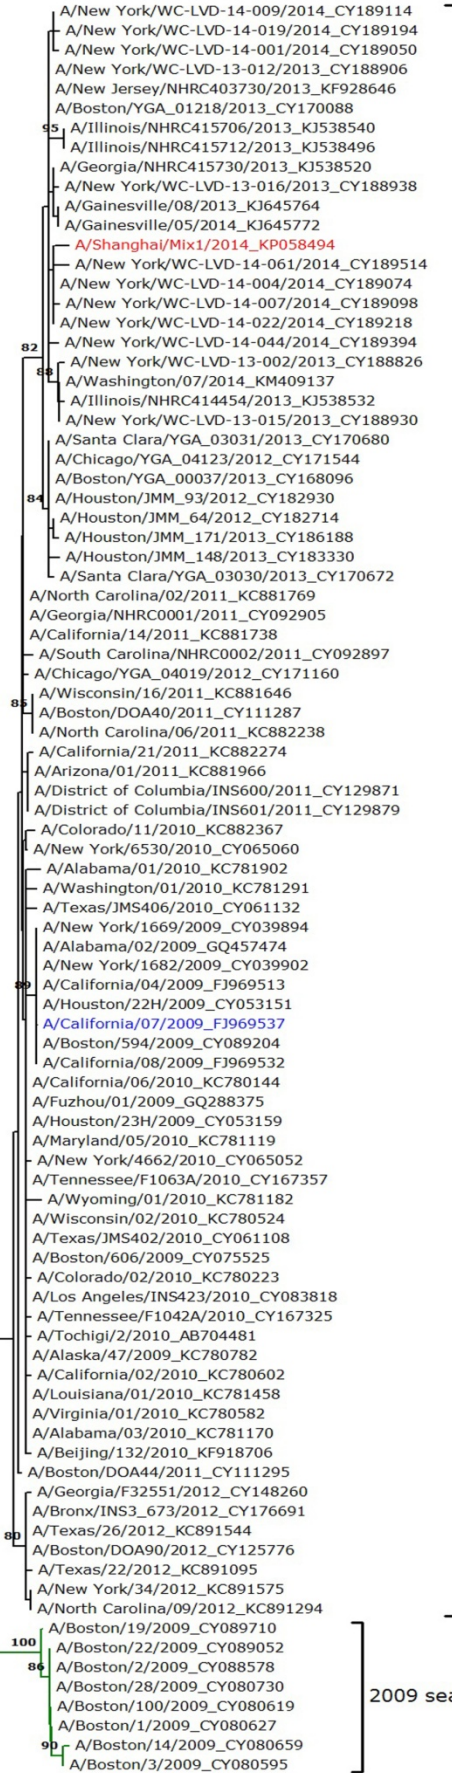 A/New York/WC-LVD-14-009/2014_CY189114
A/New York/WC-LVD-14-019/2014_CY189194
A/New York/WC-LVD-14-001/2014_CY189050
A/New York/WC-LVD-13-012/2013_CY188906
A/New Jersey/NHRC403730/2013_KF928646
A/Boston/YGA_01218/2013_CY170088
95
A/Illinois/NHRC415706/2013_KJ538540
A/Illinois/NHRC415712/2013_KJ538496
A/Georgia/NHRC415730/2013_KJ538520
A/New York/WC-LVD-13-016/2013_CY188938
A/Gainesville/08/2013_KJ645764
A/Gainesville/05/2014_KJ645772
A/Shanghai/Mix1/2014_KP058494
A/New York/WC-LVD-14-061/2014_CY189514
A/New York/WC-LVD-14-004/2014_CY189074
A/New York/WC-LVD-14-007/2014_CY189098
A/New York/WC-LVD-14-022/2014_CY189218
A/New York/WC-LVD-14-044/2014_CY189394
82
A/New York/WC-LVD-13-002/2013_CY188826
88
A/Washington/07/2014_KM409137
A/Illinois/NHRC414454/2013_KJ538532
A/New York/WC-LVD-13-015/2013_CY188930
A/Santa Clara/YGA_03031/2013_CY170680
A/Chicago/YGA_04123/2012_CY171544
A/Boston/YGA_00037/2013_CY168096
84
A/Houston/JMM_93/2012_CY182930
A/Houston/JMM_64/2012_CY182714
A/Houston/JMM_171/2013_CY186188
A/Houston/JMM_148/2013_CY183330
A/Santa Clara/YGA_03030/2013_CY170672
A/North Carolina/02/2011_KC881769
A/Georgia/NHRC0001/2011_CY092905
A/California/14/2011_KC881738
A/South Carolina/NHRC0002/2011_CY092897
A/Chicago/YGA_04019/2012_CY171160
A/Wisconsin/16/2011_KC881646
85
A/Boston/DOA40/2011_CY111287
A/North Carolina/06/2011_KC882238
A/California/21/2011_KC882274
A/Arizona/01/2011_KC881966
A/District of Columbia/INS600/2011_CY129871
A/District of Columbia/INS601/2011_CY129879
A/Colorado/11/2010_KC882367
A/New York/6530/2010_CY065060
A/Alabama/01/2010_KC781902
A/Washington/01/2010_KC781291
A/Texas/JMS406/2010_CY061132
A/New York/1669/2009_CY039894
A/Alabama/02/2009_GQ457474
A/New York/1682/2009_CY039902
89
A/California/04/2009_FJ969513
A/Houston/22H/2009_CY053151
A/California/07/2009_FJ969537
A/Boston/594/2009_CY089204
A/California/08/2009_FJ969532
A/California/06/2010_KC780144
A/Fuzhou/01/2009_GQ288375
A/Houston/23H/2009_CY053159
A/Maryland/05/2010_KC781119
A/New York/4662/2010_CY065052
A/Tennessee/F1063A/2010_CY167357
A/Wyoming/01/2010_KC781182
A/Wisconsin/02/2010_KC780524
A/Texas/JMS402/2010_CY061108
A/Boston/606/2009_CY075525
A/Colorado/02/2010_KC780223
A/Los Angeles/INS423/2010_CY083818
A/Tennessee/F1042A/2010_CY167325
A/Tochigi/2/2010_AB704481
A/Alaska/47/2009_KC780782
A/California/02/2010_KC780602
A/Louisiana/01/2010_KC781458
A/Virginia/01/2010_KC780582
A/Alabama/03/2010_KC781170
A/Beijing/132/2010_KF918706
A/Boston/DOA44/2011_CY111295
A/Georgia/F32551/2012_CY148260
A/Bronx/INS3_673/2012_CY176691
80
A/Texas/26/2012_KC891544
A/Boston/DOA90/2012_CY125776
A/Texas/22/2012_KC891095
A/New York/34/2012_KC891575
A/North Carolina/09/2012_KC891294
A/Boston/19/2009_CY089710
100
A/Boston/22/2009_CY089052
86
A/Boston/2/2009_CY088578
A/Boston/28/2009_CY080730
2009 sea
A/Boston/100/2009_CY080619
A/Boston/1/2009_CY080627
90
A/Boston/14/2009_CY080659
A/Boston/3/2009_CY080595